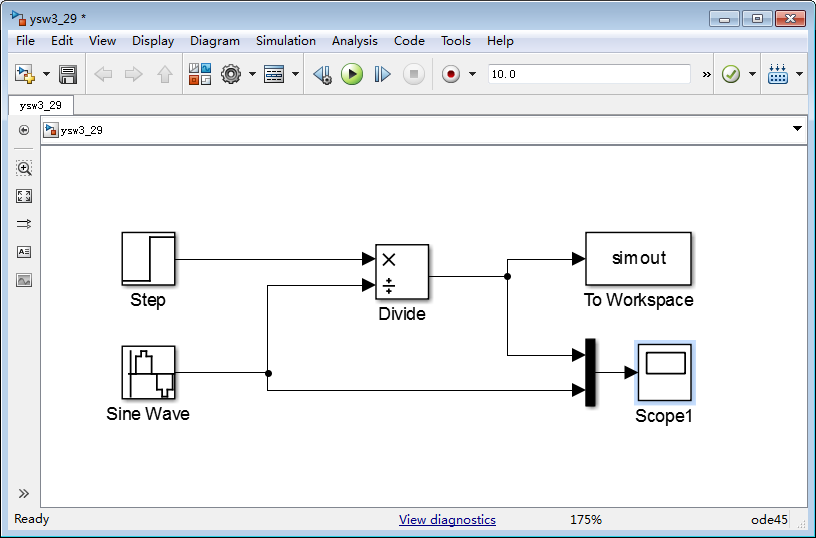 ysw3_29 *
File Edit View Display Diagram Simulation Analysis Code Tools Help
10.0 »
ysw3_29
ysw3_29
Step
× ÷
Divide
simout
To Workspace
Sine Wave
Scope1
Ready View diagnostics 175% ode45